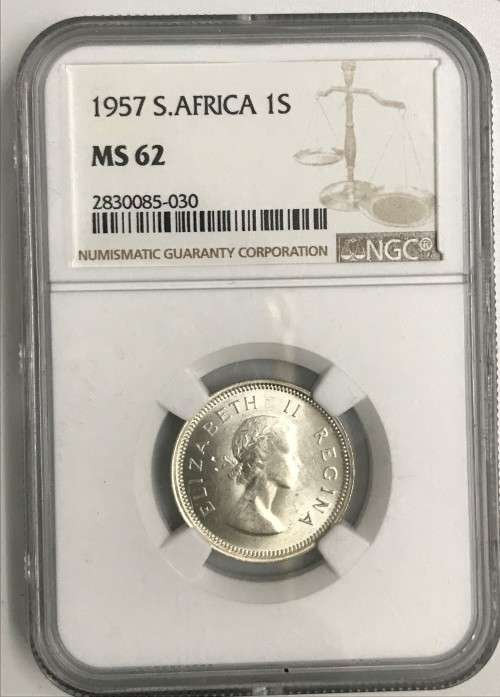 1957 S.AFRICA 1S
MS 62
2830085-030
NUMISMATIC GUARANTY CORPORATION
NGC®
ELIZABETH II REGINA